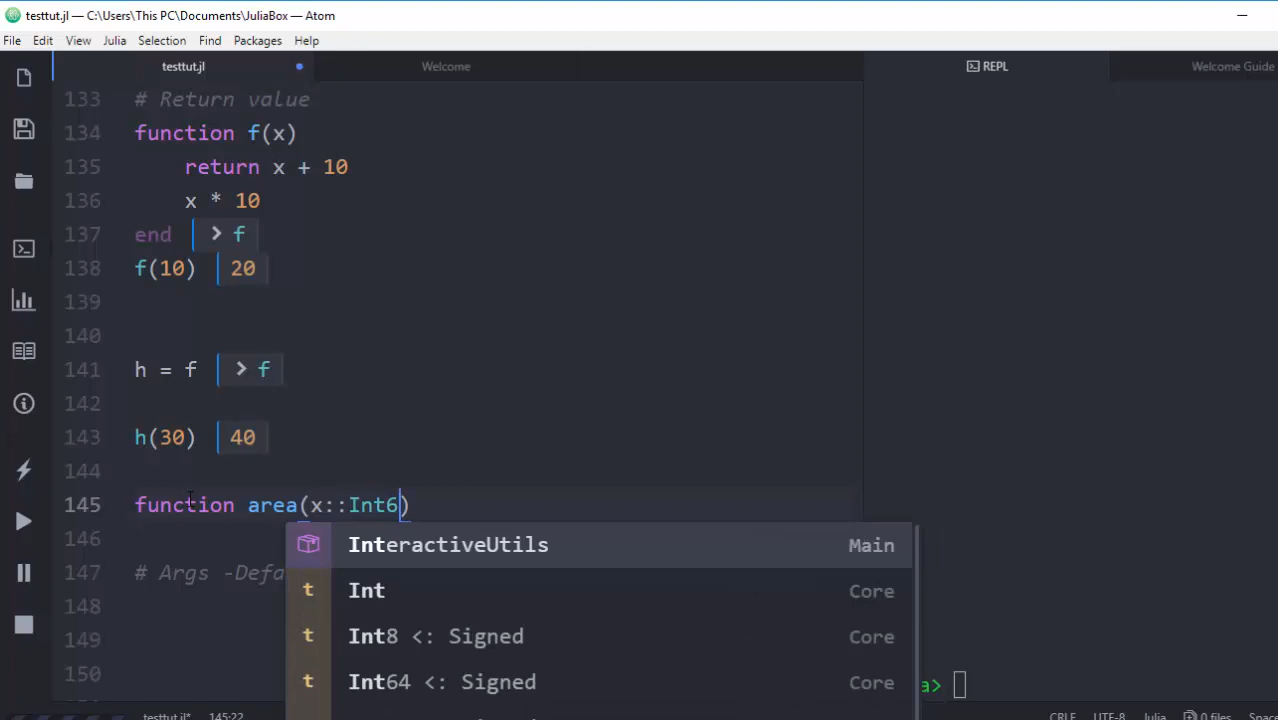 testtut.jl — C:\Users\This PC\Documents\JuliaBox — Atom
File Edit View Julia Selection Find Packages Help
testtut.jl Welcome REPL Welcome Guide
133 # Return value
134 function f(x)
135 return x + 10
136 x * 10
137 end > f
138 f(10) 20
139
140
141 h = f > f
142
143 h(30) 40
144
145 function area(x::Int6)
146 InteractiveUtils Main
147 # Args -Defa
Int Core
148
Int8 <: Signed Core
149
Int64 <: Signed Core
150
a>
testtut.jl* 145:22 CRLF UTF-8 Julia 0 files